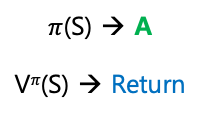 π(S) → A
Vπ(S) → Return